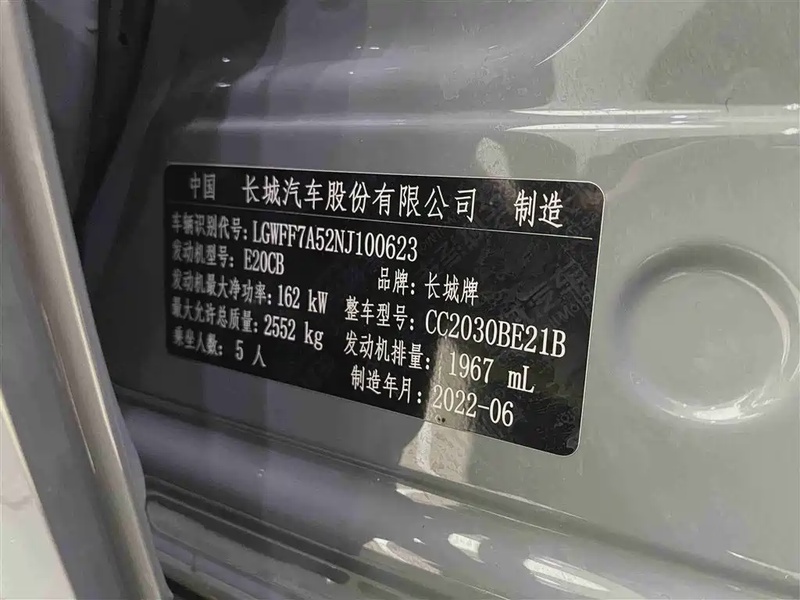 中国 长城汽车股份有限公司 制造
车辆识别代号：LGWFF7A52NJ100623
发动机型号：E20CB 品牌：长城牌
发动机最大净功率：162 kW 整车型号：CC2030BE21B
最大允许总质量：2552 kg 发动机排量：1967 mL
乘坐人数：5 人 制造年月：2022-06